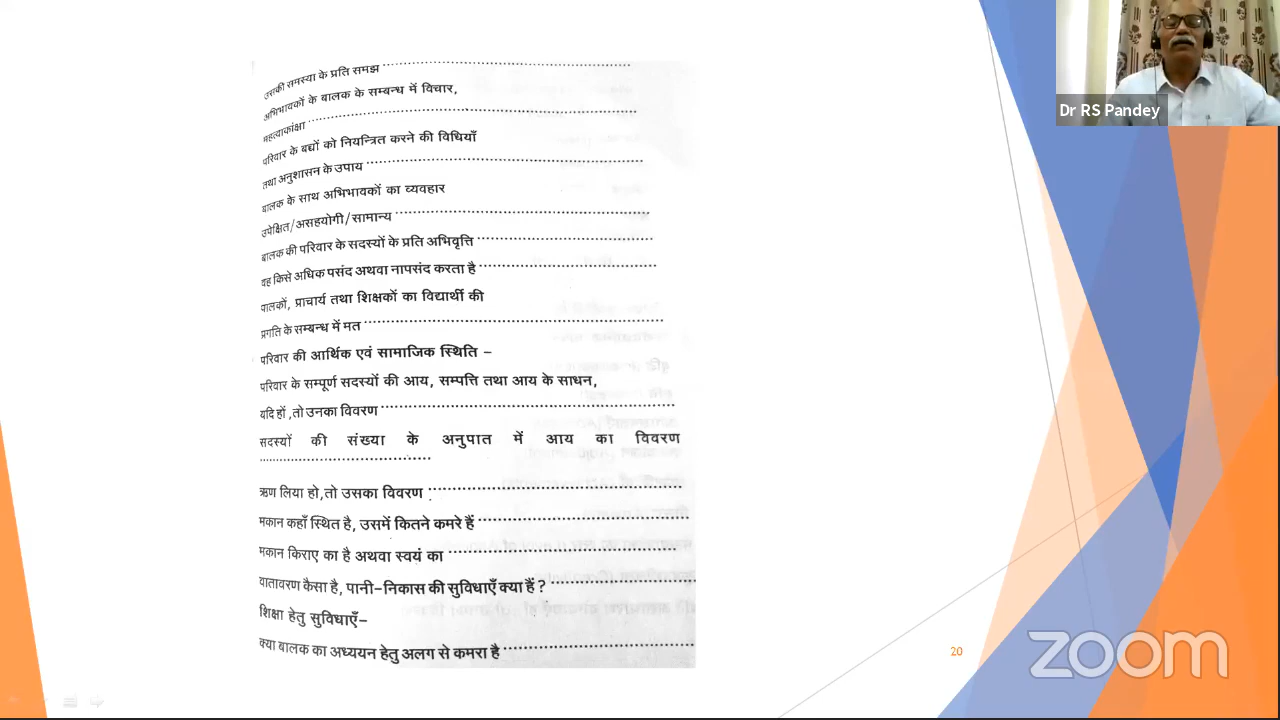 उसकी समस्या के प्रति समझ ........................
अभिभावकों के बालक के सम्बन्ध में विचार,
महत्वाकांक्षा ........................
परिवार के बच्चों को नियन्त्रित करने की विधियाँ
तथा अनुशासन के उपाय ........................
बालक के साथ अभिभावकों का व्यवहार
उपेक्षित/असहयोगी/सामान्य ........................
बालक की परिवार के सदस्यों के प्रति अभिवृत्ति ........................
वह किसे अधिक पसंद अथवा नापसंद करता है ........................
पालकों, प्राचार्य तथा शिक्षकों का विद्यार्थी की
प्रगति के सम्बन्ध में मत ........................
परिवार की आर्थिक एवं सामाजिक स्थिति –
परिवार के सम्पूर्ण सदस्यों की आय, सम्पत्ति तथा आय के साधन,
यदि हों ,तो उनका विवरण ........................
सदस्यों की संख्या के अनुपात में आय का विवरण
........................
ऋण लिया हो,तो उसका विवरण ........................
मकान कहाँ स्थित है, उसमें कितने कमरे हैं ........................
मकान किराए का है अथवा स्वयं का ........................
वातावरण कैसा है, पानी–निकास की सुविधाएँ क्या हैं? ........................
शिक्षा हेतु सुविधाएँ–
क्या बालक का अध्ययन हेतु अलग से कमरा है ........................
Dr RS Pandey
20
zoom